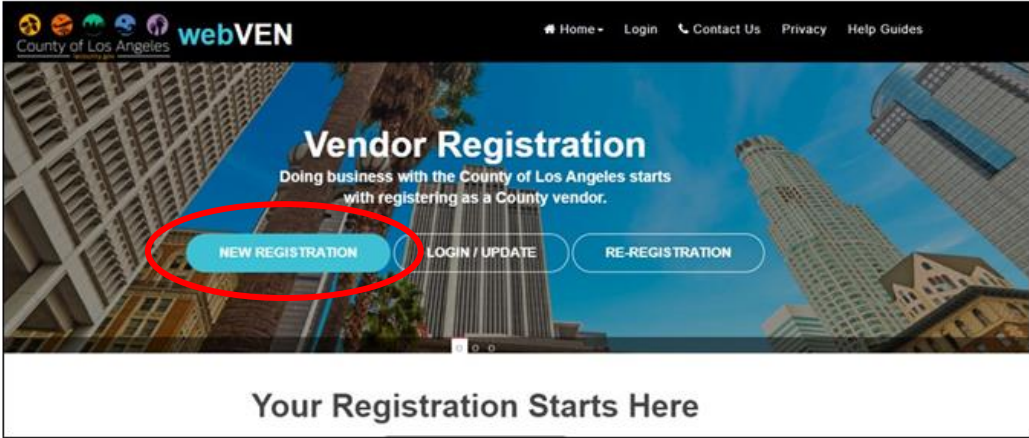 County of Los Angeles
lacounty.gov
webVEN
Home
Login
Contact Us
Privacy
Help Guides
Vendor Registration
Doing business with the County of Los Angeles starts
with registering as a County vendor.
NEW REGISTRATION
LOGIN / UPDATE
RE-REGISTRATION
Your Registration Starts Here